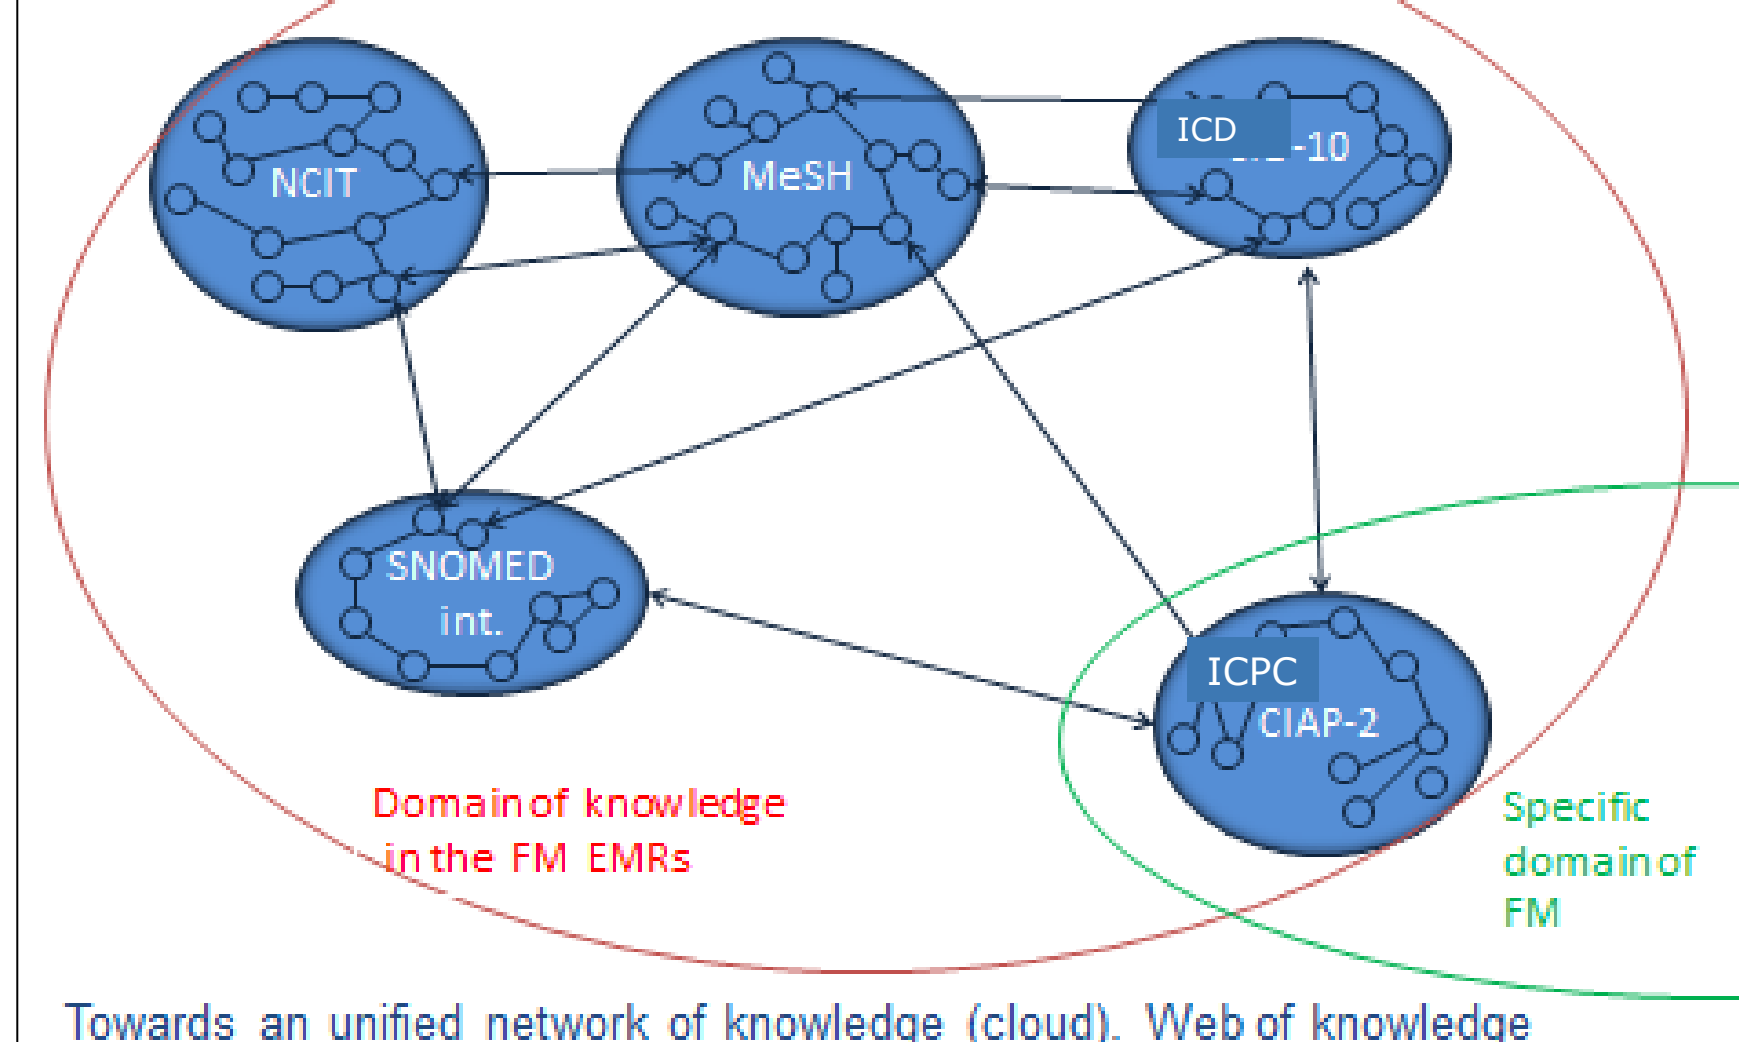 NCIT
MeSH
ICD
-10
SNOMED
int.
ICPC
CIAP-2
Domain of knowledge
in the FM EMRs
Specific
domain of
FM
Towards an unified network of knowledge (cloud). Web of knowledge